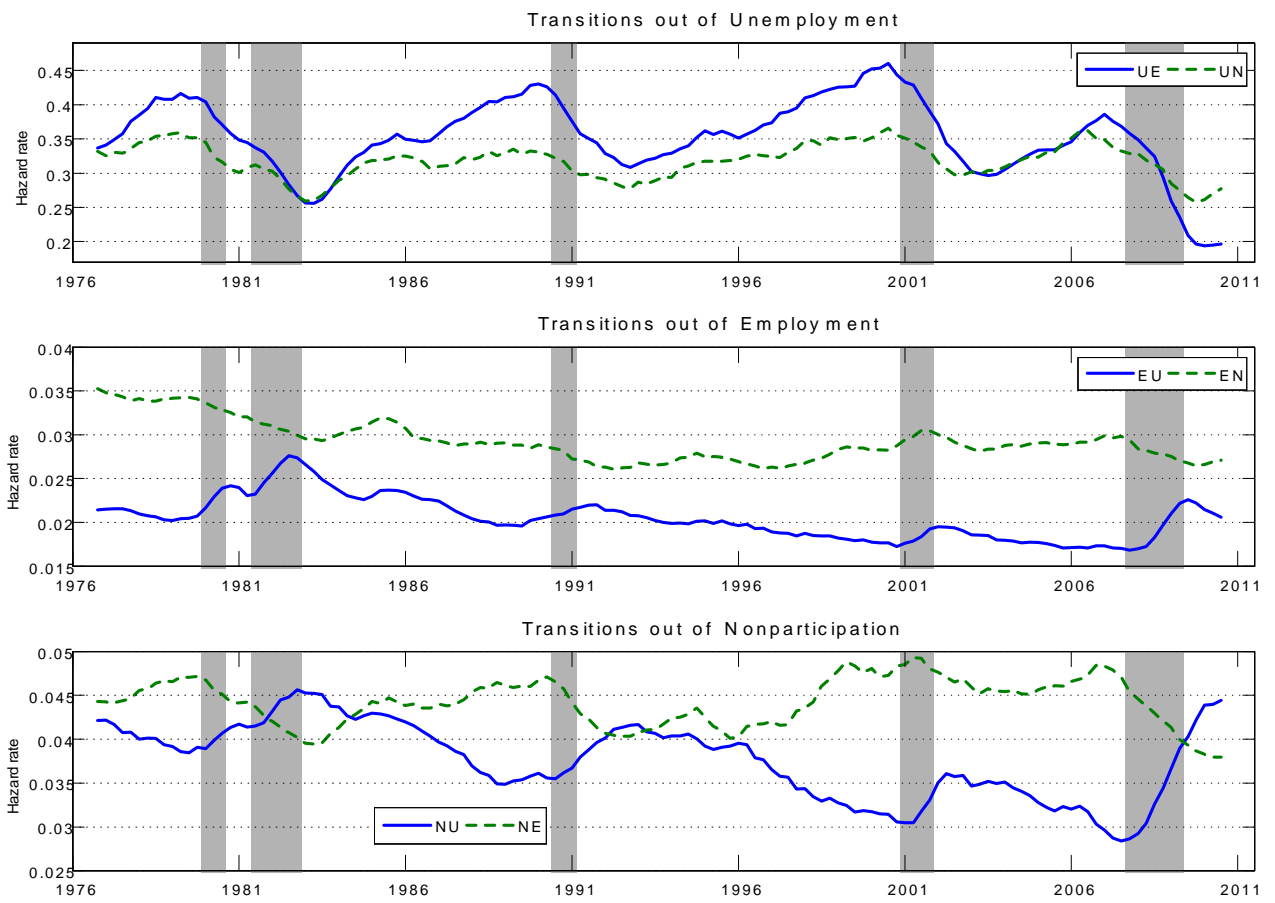 Transitions out of Unemployment
Hazard rate
0.45
0.4
0.35
0.3
0.25
0.2
UE UN
1976 1981 1986 1991 1996 2001 2006 2011
Transitions out of Employment
Hazard rate
0.04
0.035
0.03
0.025
0.02
0.015
EU EN
1976 1981 1986 1991 1996 2001 2006 2011
Transitions out of Nonparticipation
Hazard rate
0.05
0.045
0.04
0.035
0.03
0.025
NU NE
1976 1981 1986 1991 1996 2001 2006 2011